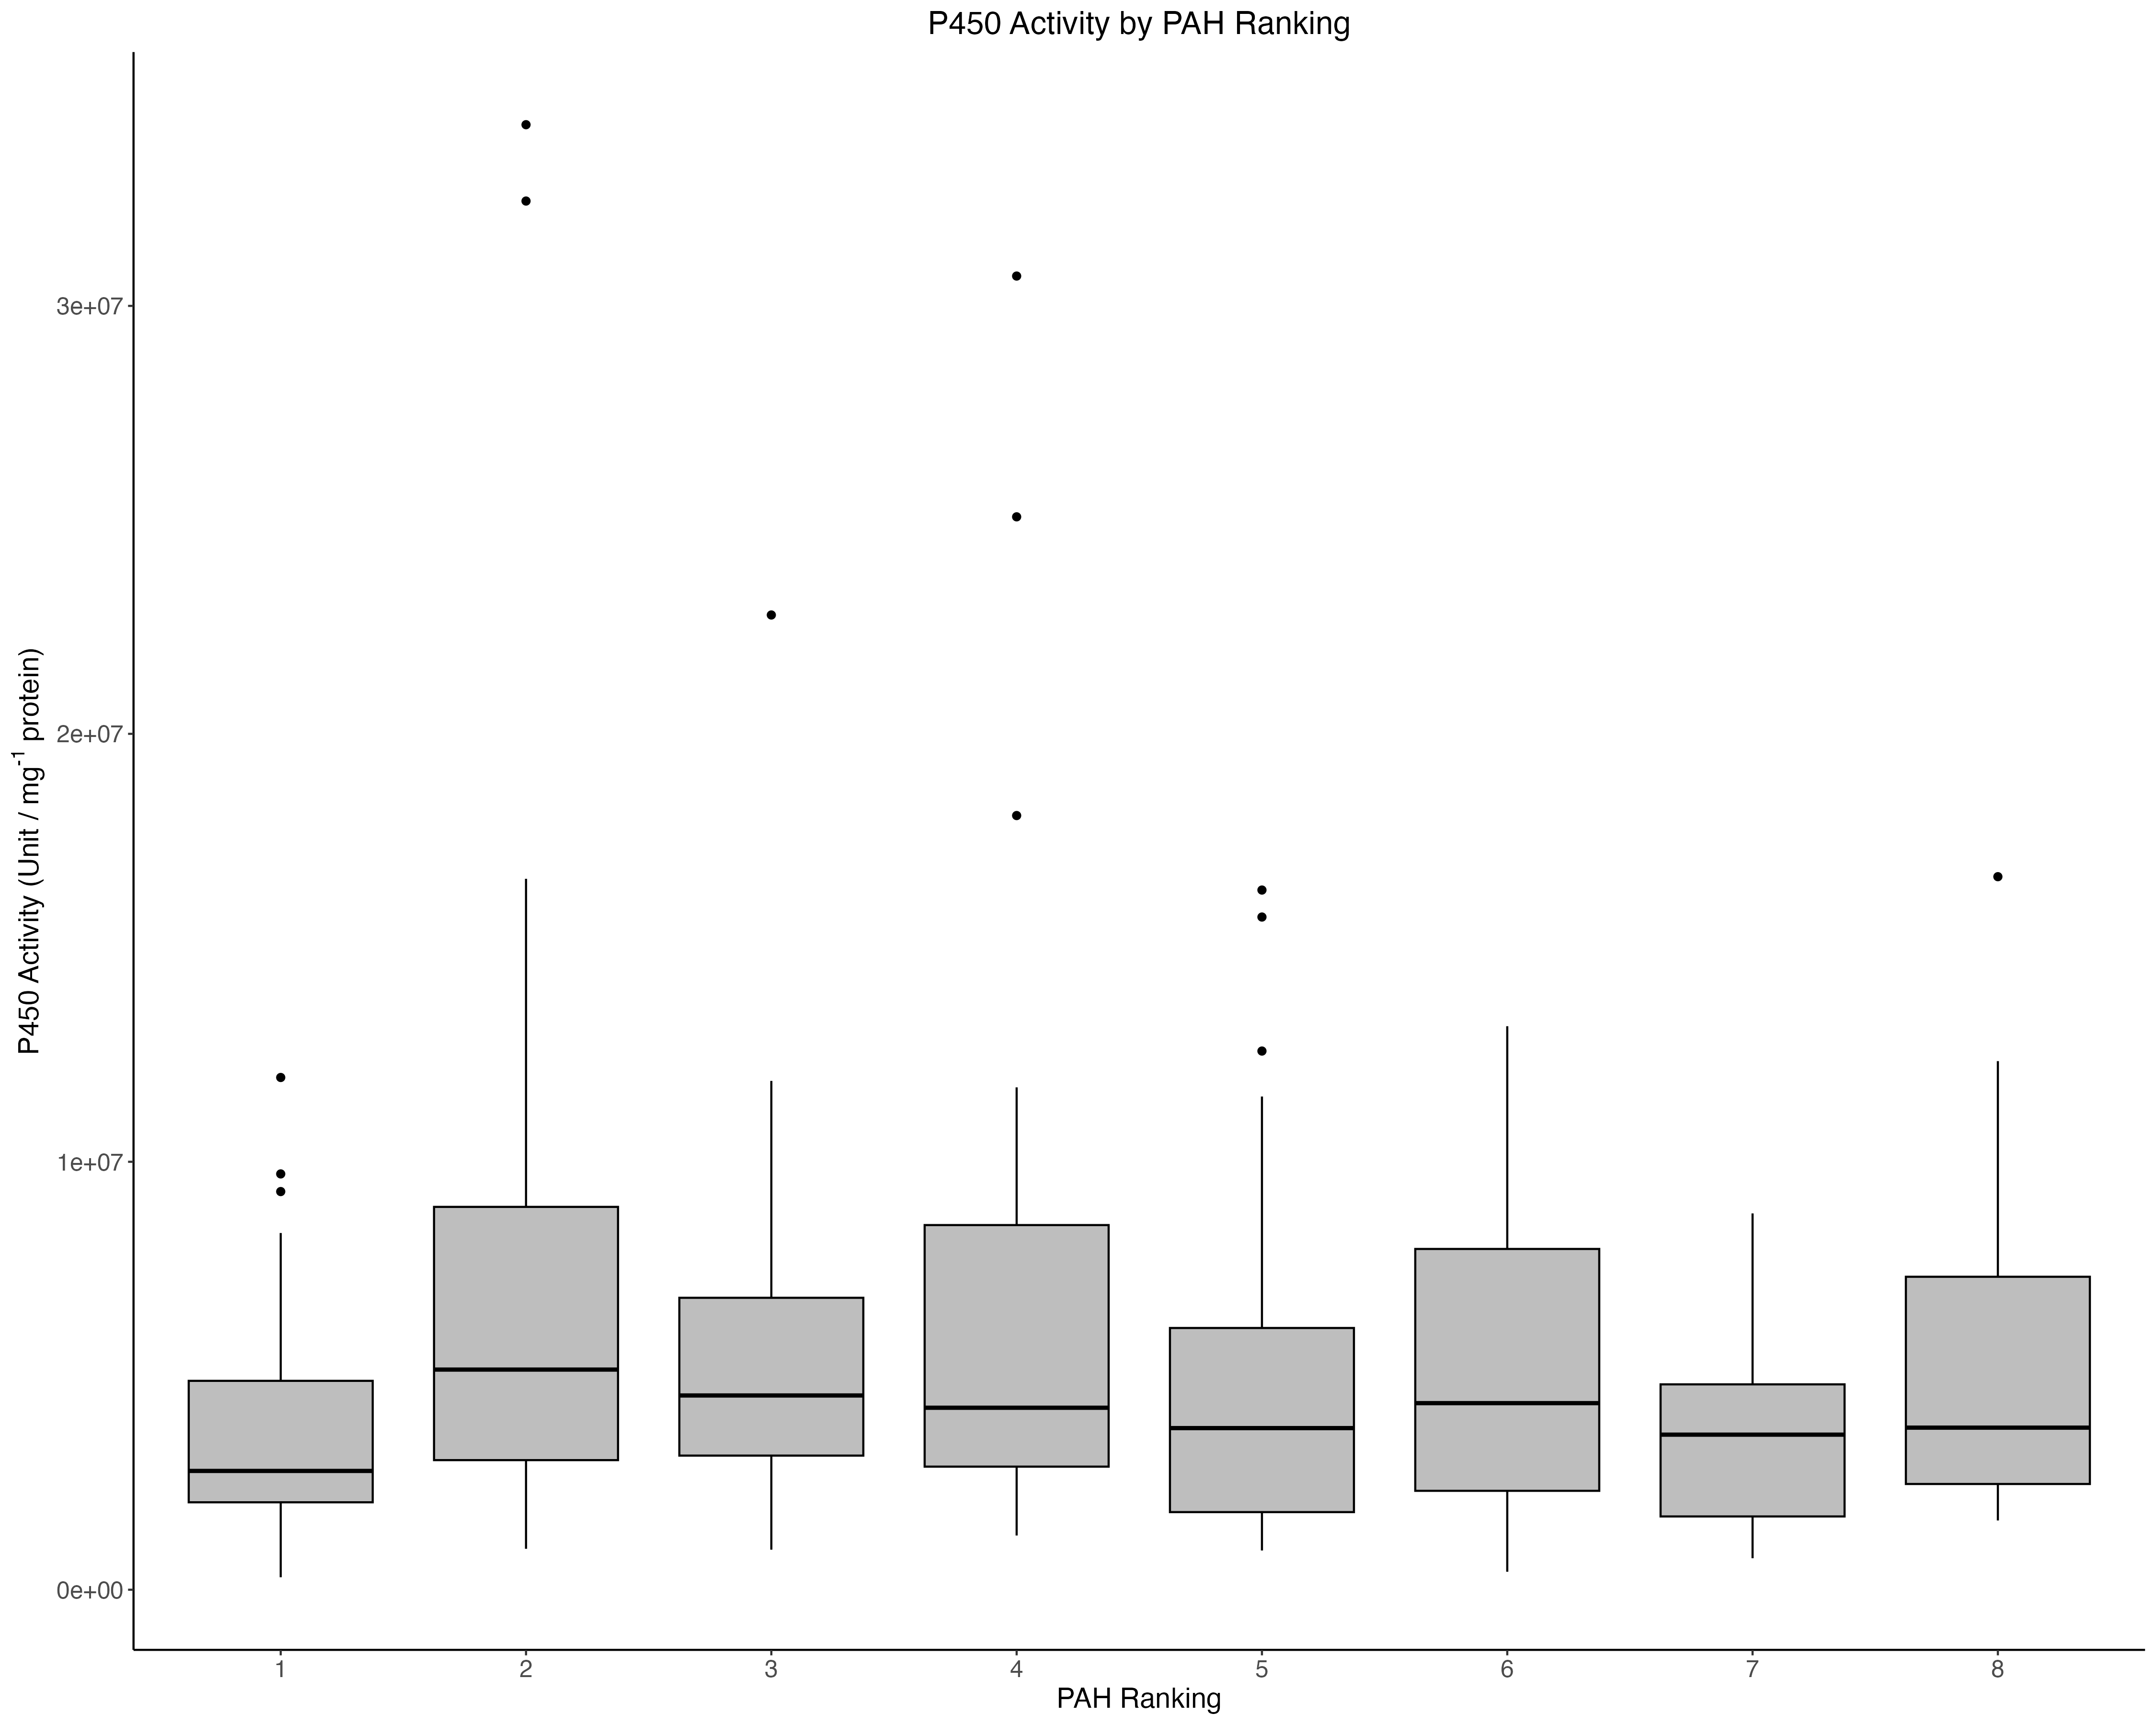 P450 Activity by PAH Ranking
P450 Activity (Unit / mg⁻¹ protein)
3e+07
2e+07
1e+07
0e+00
1 2 3 4 5 6 7 8
PAH Ranking